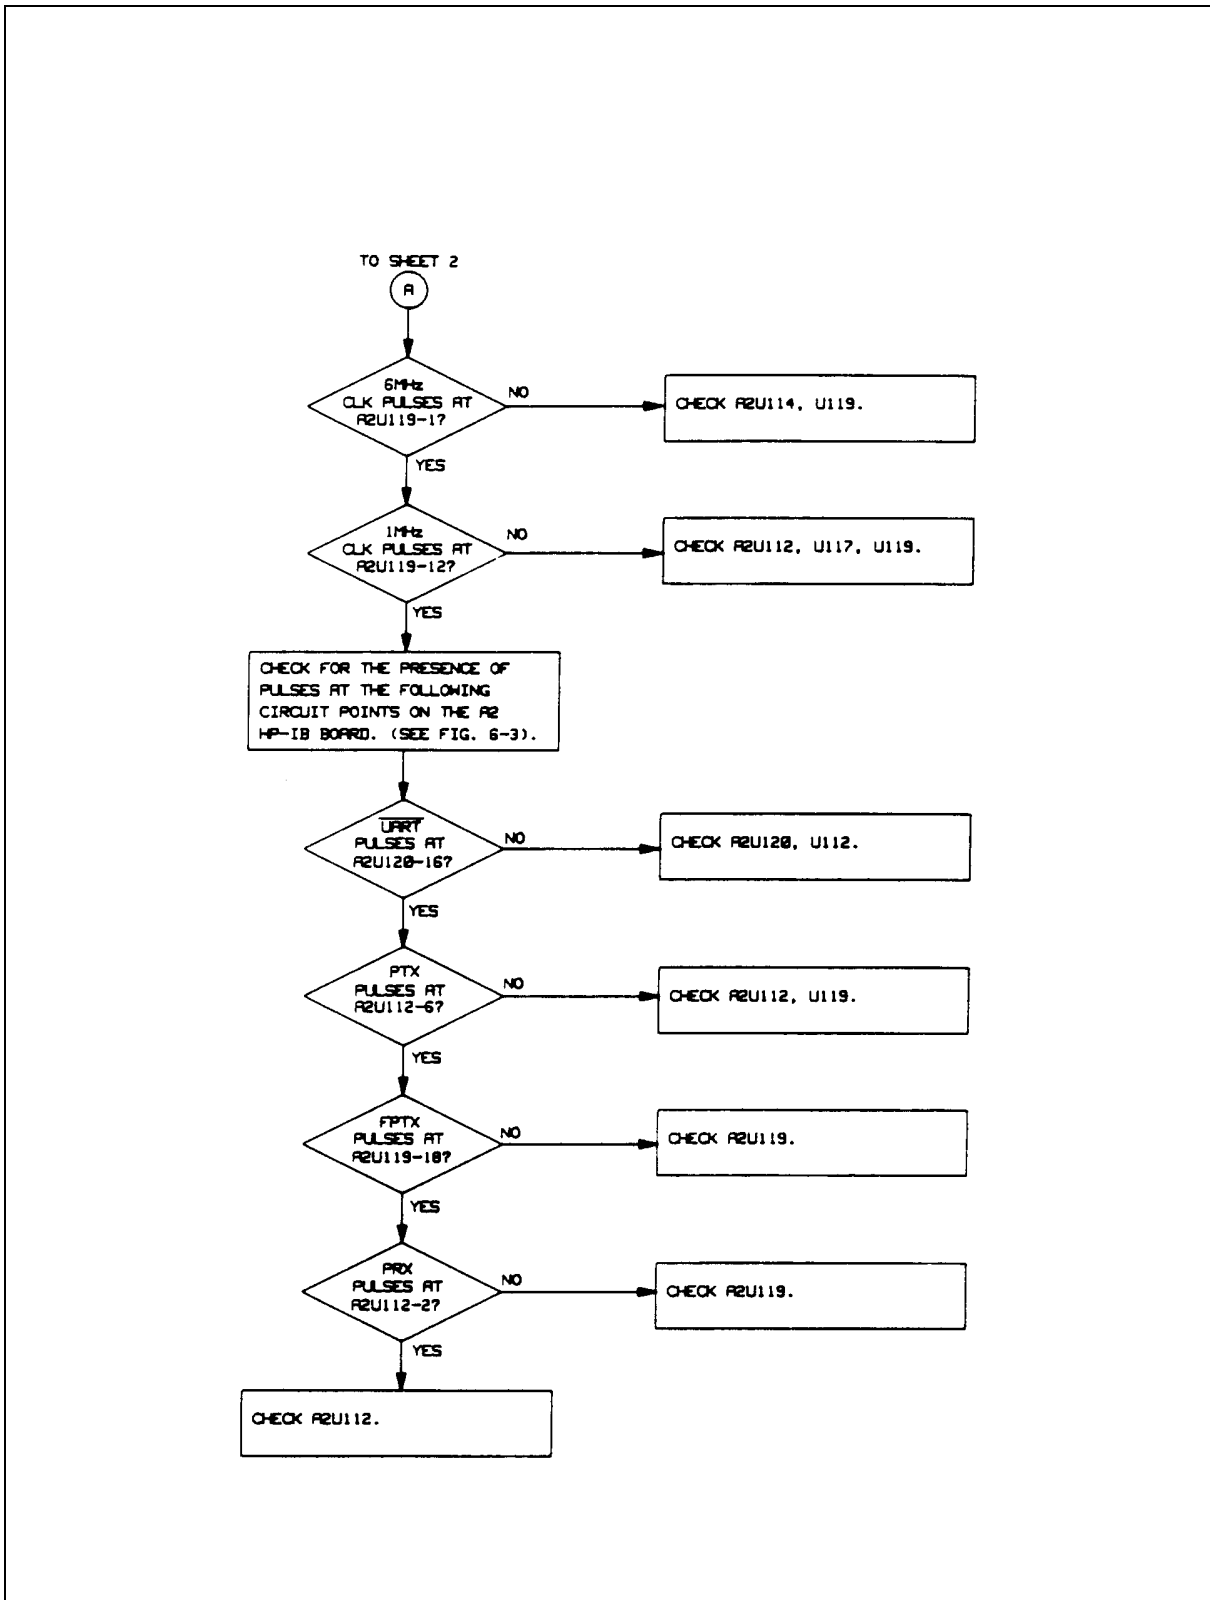 TO SHEET 2
A
6MHz
CLK PULSES AT
A2U119-1?
NO
CHECK A2U114, U119.
YES
1MHz
CLK PULSES AT
A2U119-12?
NO
CHECK A2U112, U117, U119.
YES
CHECK FOR THE PRESENCE OF
PULSES AT THE FOLLOWING
CIRCUIT POINTS ON THE A2
HP-IB BOARD. (SEE FIG. 6-3).
UART
PULSES AT
A2U120-16?
NO
CHECK A2U120, U112.
YES
PTX
PULSES AT
A2U112-6?
NO
CHECK A2U112, U119.
YES
FPTX
PULSES AT
A2U119-18?
NO
CHECK A2U119.
YES
PRX
PULSES AT
A2U112-2?
NO
CHECK A2U119.
YES
CHECK A2U112.